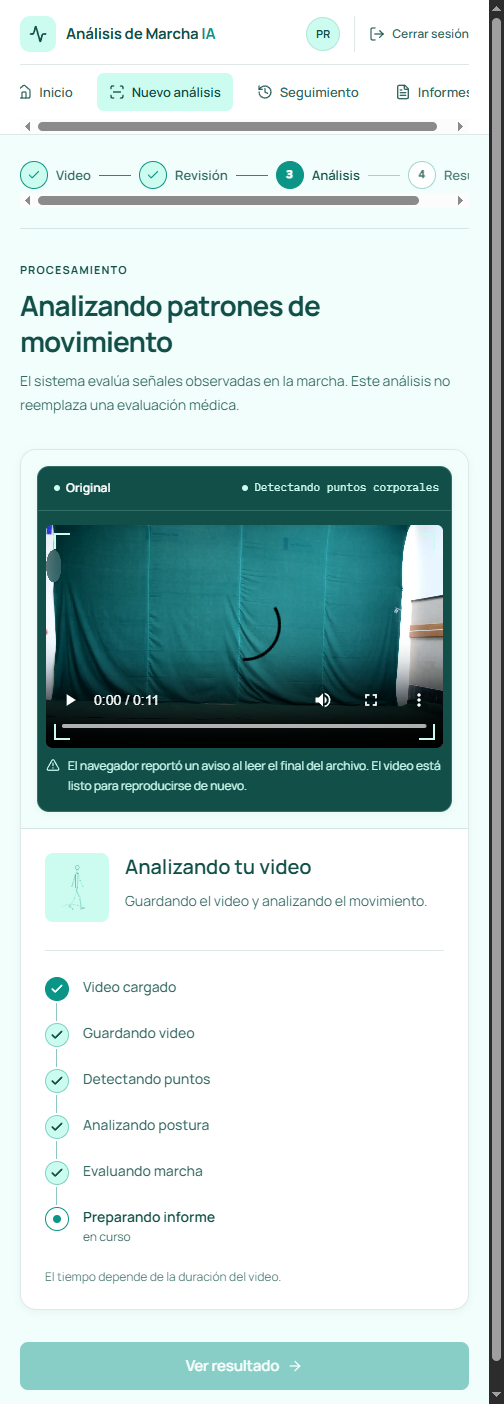 Análisis de Marcha IA
PR
Cerrar sesión
Inicio
Nuevo análisis
Seguimiento
Informes
Video
Revisión
3
Análisis
4
Resu
PROCESAMIENTO
Analizando patrones de
movimiento
El sistema evalúa señales observadas en la marcha. Este análisis no
reemplaza una evaluación médica.
Original
Detectando puntos corporales
0:00 / 0:11
El navegador reportó un aviso al leer el final del archivo. El video está
listo para reproducirse de nuevo.
Analizando tu video
Guardando el video y analizando el movimiento.
Video cargado
Guardando video
Detectando puntos
Analizando postura
Evaluando marcha
Preparando informe
en curso
El tiempo depende de la duración del video.
Ver resultado →